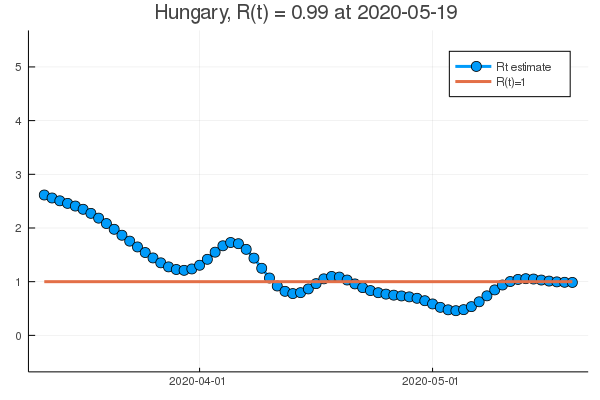 Hungary, R(t) = 0.99 at 2020-05-19
5
4
3
2
1
0
Rt estimate
R(t)=1
2020-04-01
2020-05-01